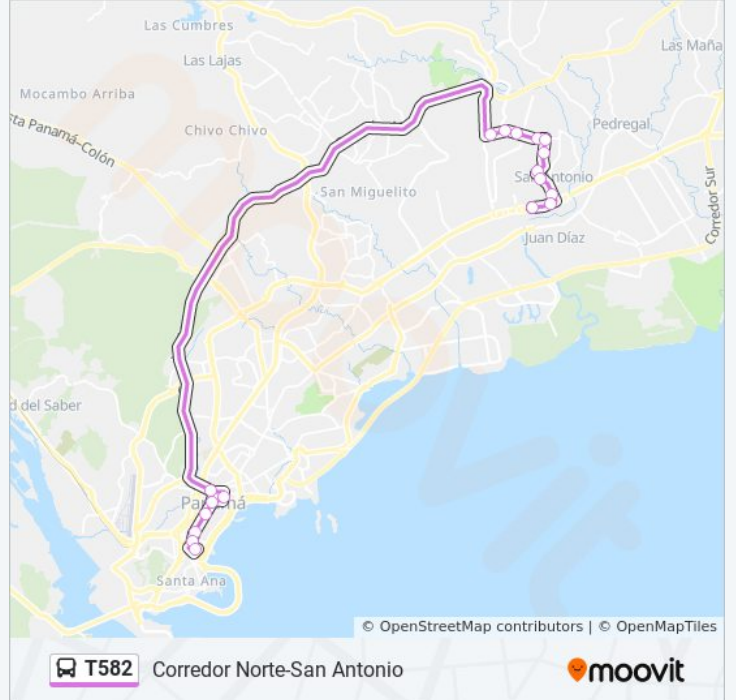 Las Cumbres
Las Maña
Las Lajas
Mocambo Arriba
sta Panamá-Colón
Chivo Chivo
Pedregal
San Miguelito
San Antonio
Corredor Sur
Juan Díaz
d del Saber
Panamá
Santa Ana
© OpenStreetMap contributors | © OpenMapTiles
T582 Corredor Norte-San Antonio
moovit